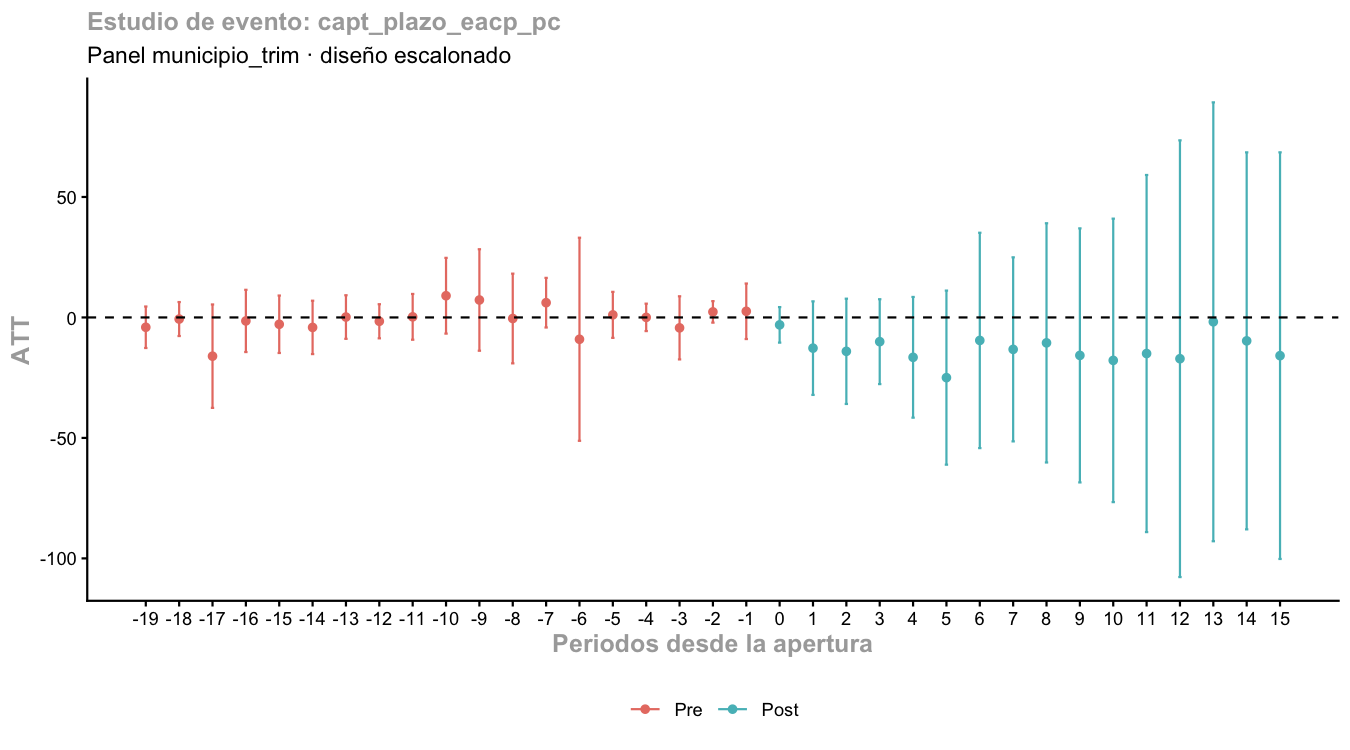 Estudio de evento: capt_plazo_eacp_pc
Panel municipio_trim · diseño escalonado
ATT
50
0
-50
-100
-19 -18 -17 -16 -15 -14 -13 -12 -11 -10 -9 -8 -7 -6 -5 -4 -3 -2 -1 0 1 2 3 4 5 6 7 8 9 10 11 12 13 14 15
Periodos desde la apertura
Pre Post